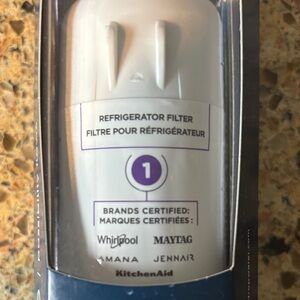 REFRIGERATOR FILTER
FILTRE POUR RÉFRIGÉRATEUR
1
BRANDS CERTIFIED:
MARQUES CERTIFIÉES:
Whirlpool MAYTAG
AMANA JENNAIR
KitchenAid